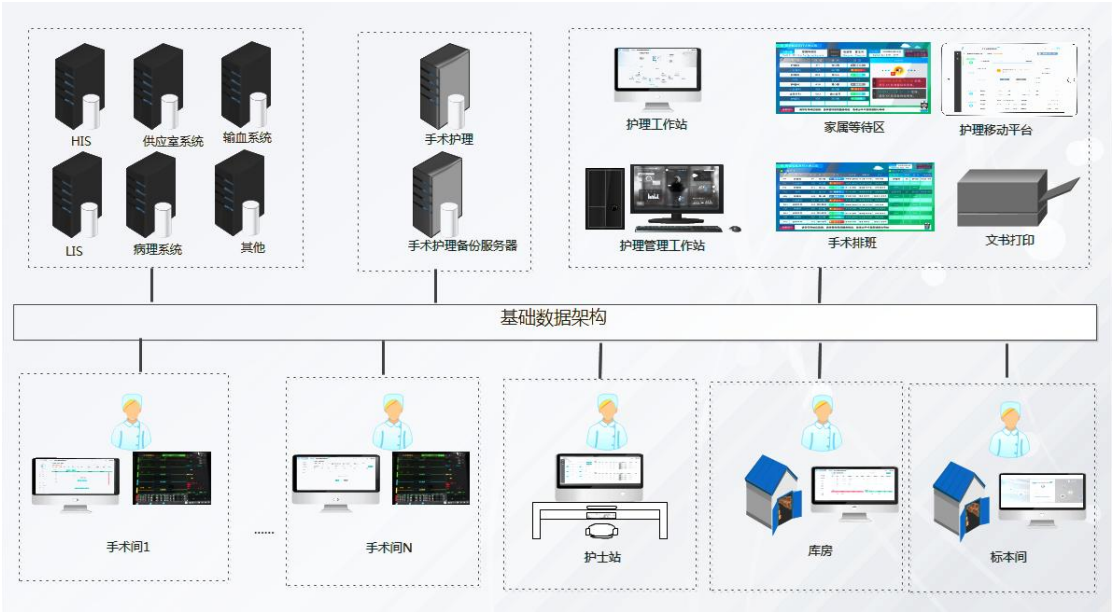 HIS
供应室系统
输血系统
手术护理
护理工作站
家属等待区
护理移动平台
LIS
病理系统
其他
手术护理备份服务器
护理管理工作站
手术排班
文书打印
基础数据架构
手术间1
......
手术间N
护士站
库房
标本间